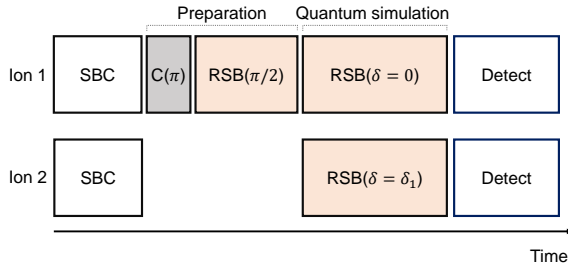 Preparation Quantum simulation
Ion 1 SBC C(π) RSB(π/2) RSB(δ = 0) Detect
Ion 2 SBC RSB(δ = δ₁) Detect
Time